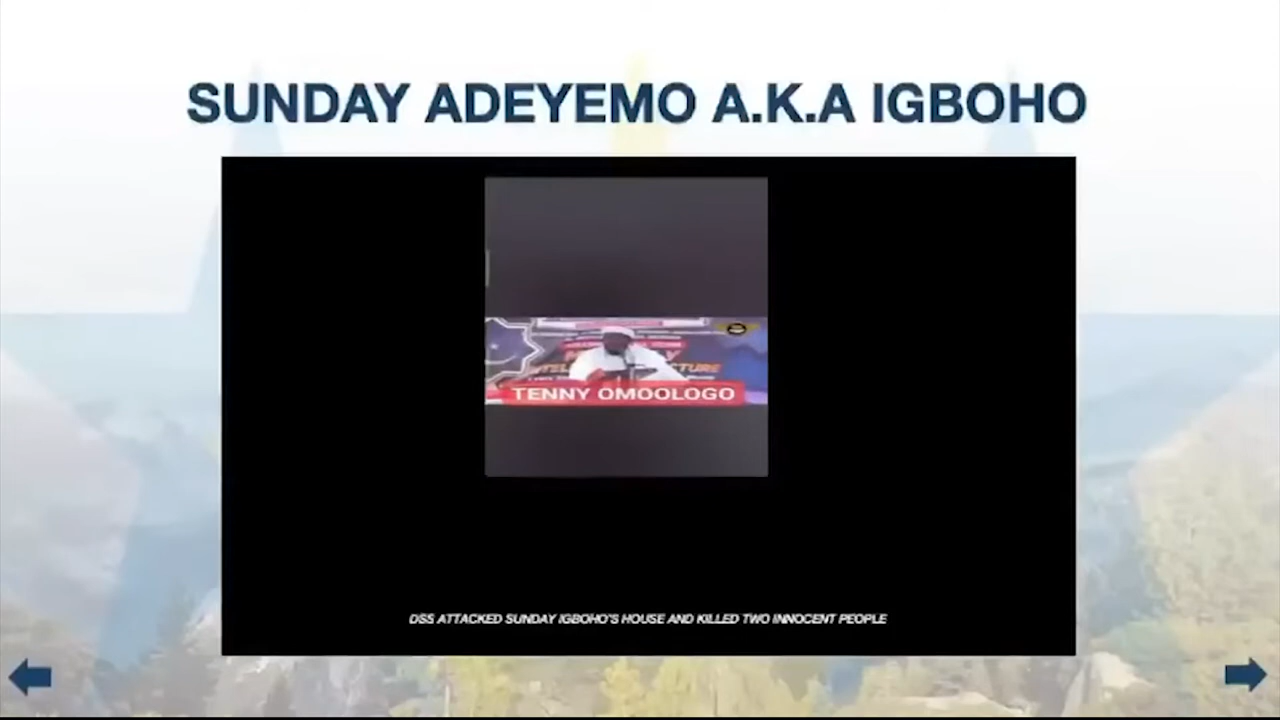 SUNDAY ADEYEMO A.K.A IGBOHO
TENNY OMOOLOGO
DSS ATTACKED SUNDAY IGBOHO'S HOUSE AND KILLED TWO INNOCENT PEOPLE